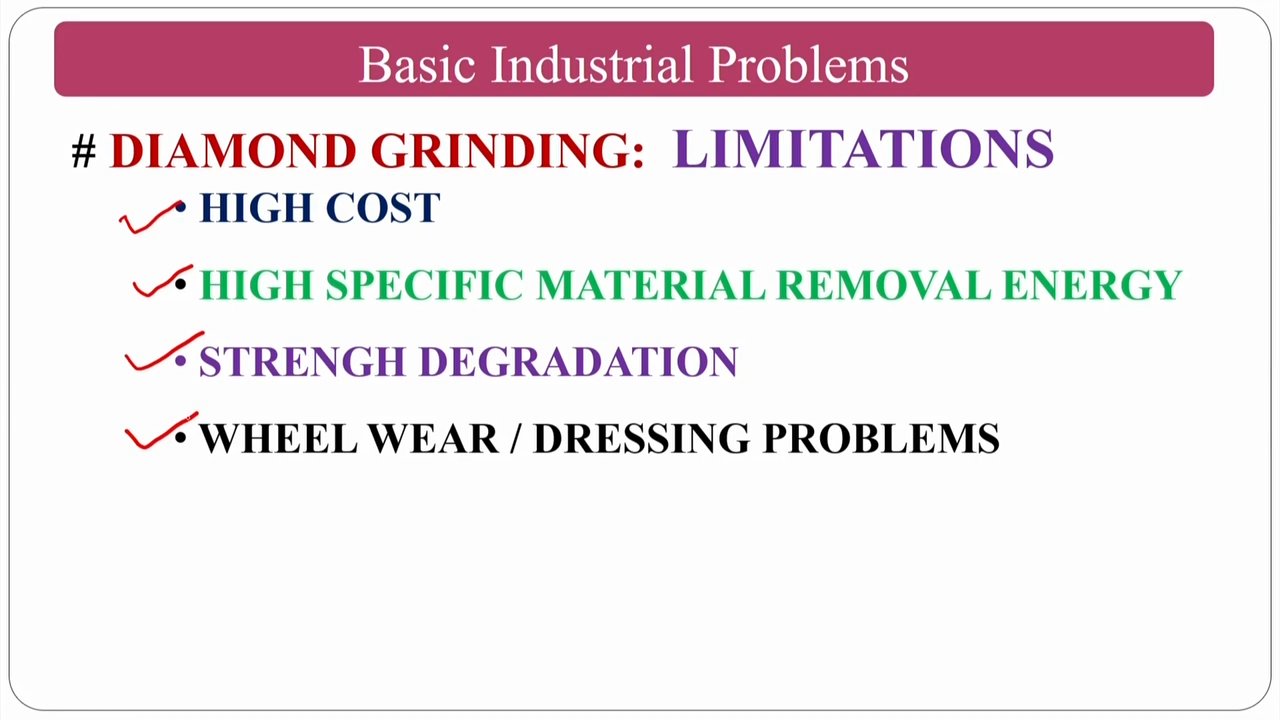 Basic Industrial Problems
# DIAMOND GRINDING: LIMITATIONS
• HIGH COST
• HIGH SPECIFIC MATERIAL REMOVAL ENERGY
• STRENGH DEGRADATION
• WHEEL WEAR / DRESSING PROBLEMS